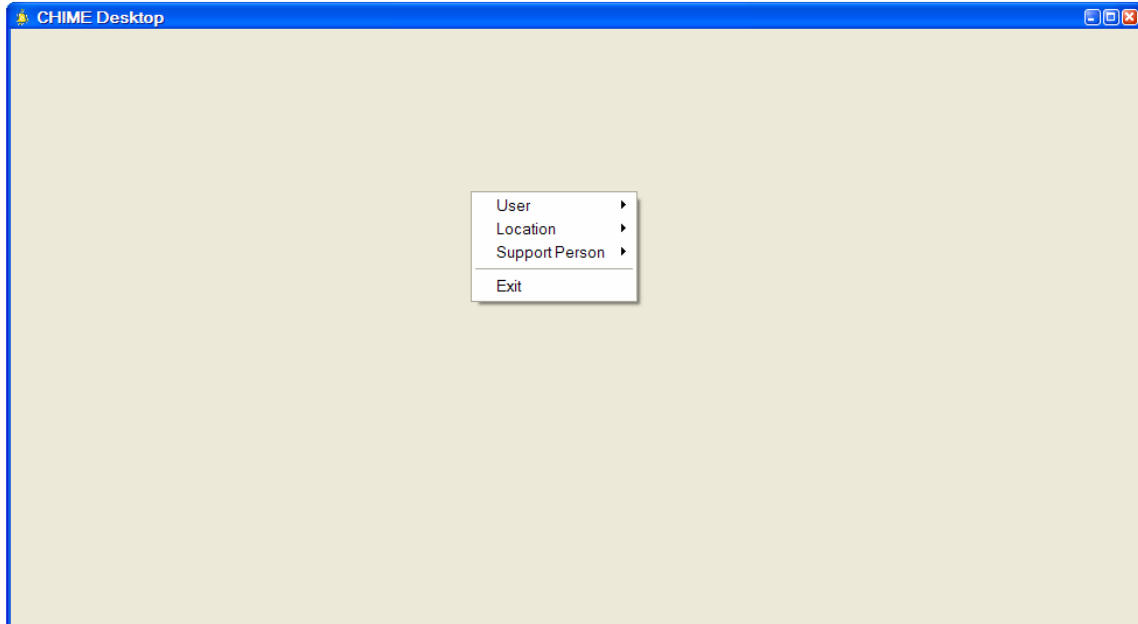 CHIME Desktop
User
Location
Support Person
Exit